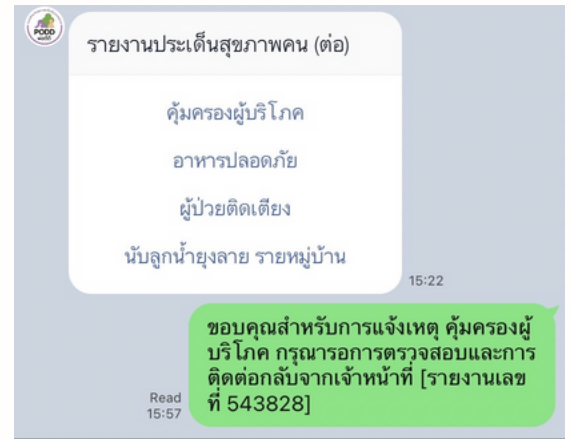 PODD
รายงานประเด็นสุขภาพคน (ต่อ)
คุ้มครองผู้บริโภค
อาหารปลอดภัย
ผู้ป่วยติดเตียง
นับลูกน้ำยุงลาย รายหมู่บ้าน
15:22
ขอบคุณสำหรับการแจ้งเหตุ คุ้มครองผู้
บริโภค กรุณารอการตรวจสอบและการ
ติดต่อกลับจากเจ้าหน้าที่ [รายงานเลข
ที่ 543828]
Read
15:57